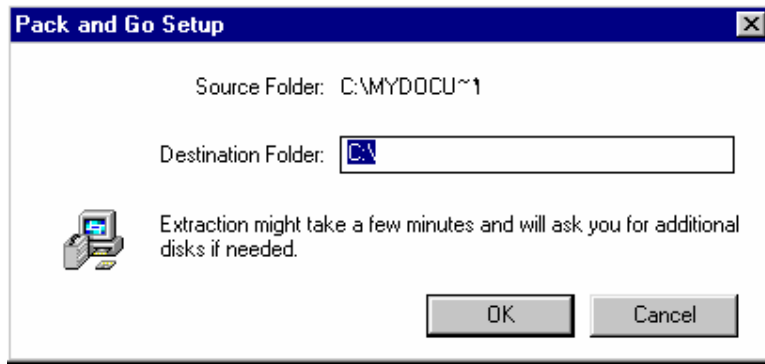 Pack and Go Setup
Source Folder: C:\MYDOCU~1
Destination Folder: C:\
Extraction might take a few minutes and will ask you for additional
disks if needed.
OK Cancel